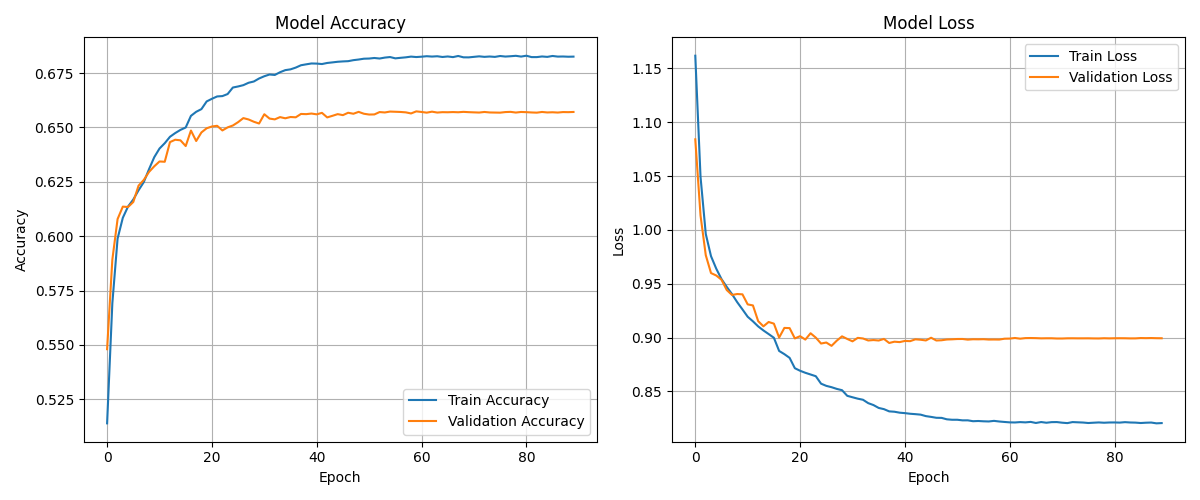 Model Accuracy
0.675
0.650
0.625
0.600
0.575
0.550
0.525
Accuracy
0
20
40
60
80
Epoch
Train Accuracy
Validation Accuracy
Model Loss
1.15
1.10
1.05
1.00
0.95
0.90
0.85
Loss
0
20
40
60
80
Epoch
Train Loss
Validation Loss